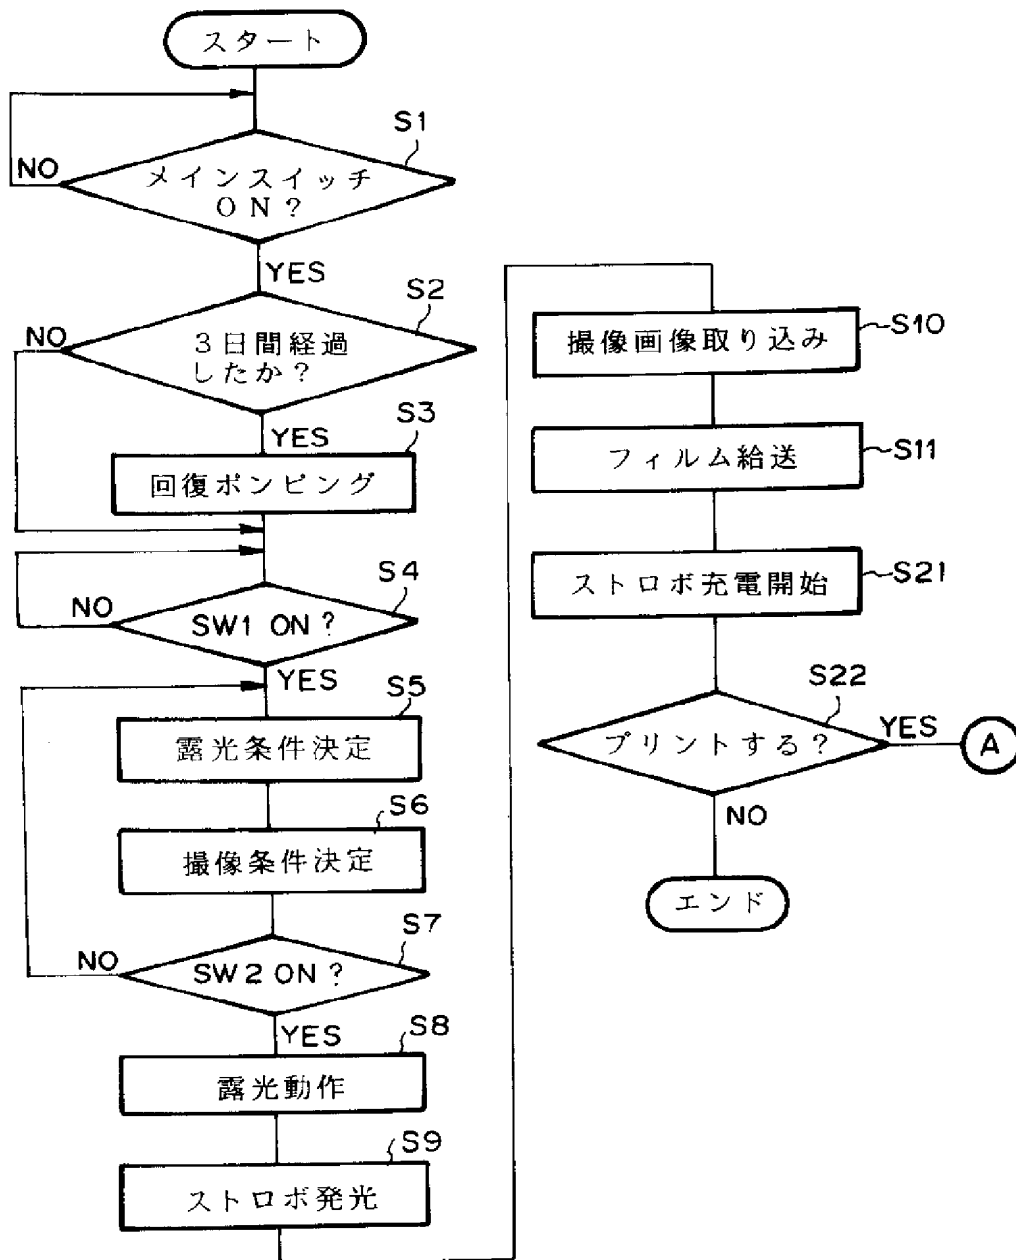 スタート
S1
NO
メインスイッチ
ON?
YES
S2
NO
3日間経過
したか?
YES
S3
回復ポンピング
S4
NO
SW1 ON?
YES
S5
露光条件決定
S6
撮像条件決定
S7
NO
SW2 ON?
YES
S8
露光動作
S9
ストロボ発光
撮像画像取り込み
S10
フィルム給送
S11
ストロボ充電開始
S21
S22
プリントする?
YES
A
NO
エンド